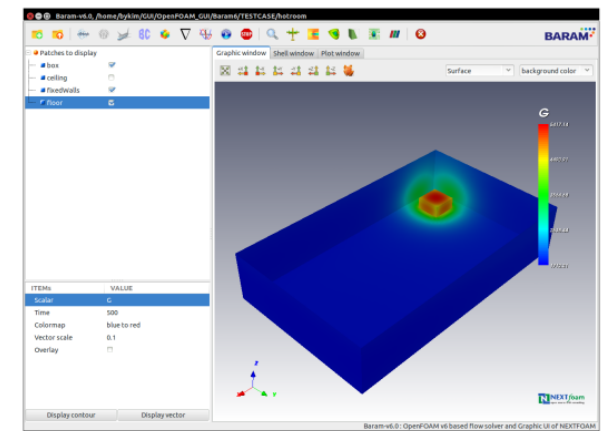 Baram-v6.0, /home/bykim/GUI/OpenFOAM_GUI/Baram6/TESTCASE/hotroom
BC
STOP
BARAM
Patches to display
box
ceiling
fixedWalls
floor
Graphic window Shell window Plot window
Surface
background color
G
ITEMs VALUE
Scalar G
Time 500
Colormap blue to red
Vector scale 0.1
Overlay
Display contour Display vector
z
x y
NEXTfoam
Baram-v6.0 : OpenFOAM v6 based flow solver and Graphic UI of NEXTFOAM